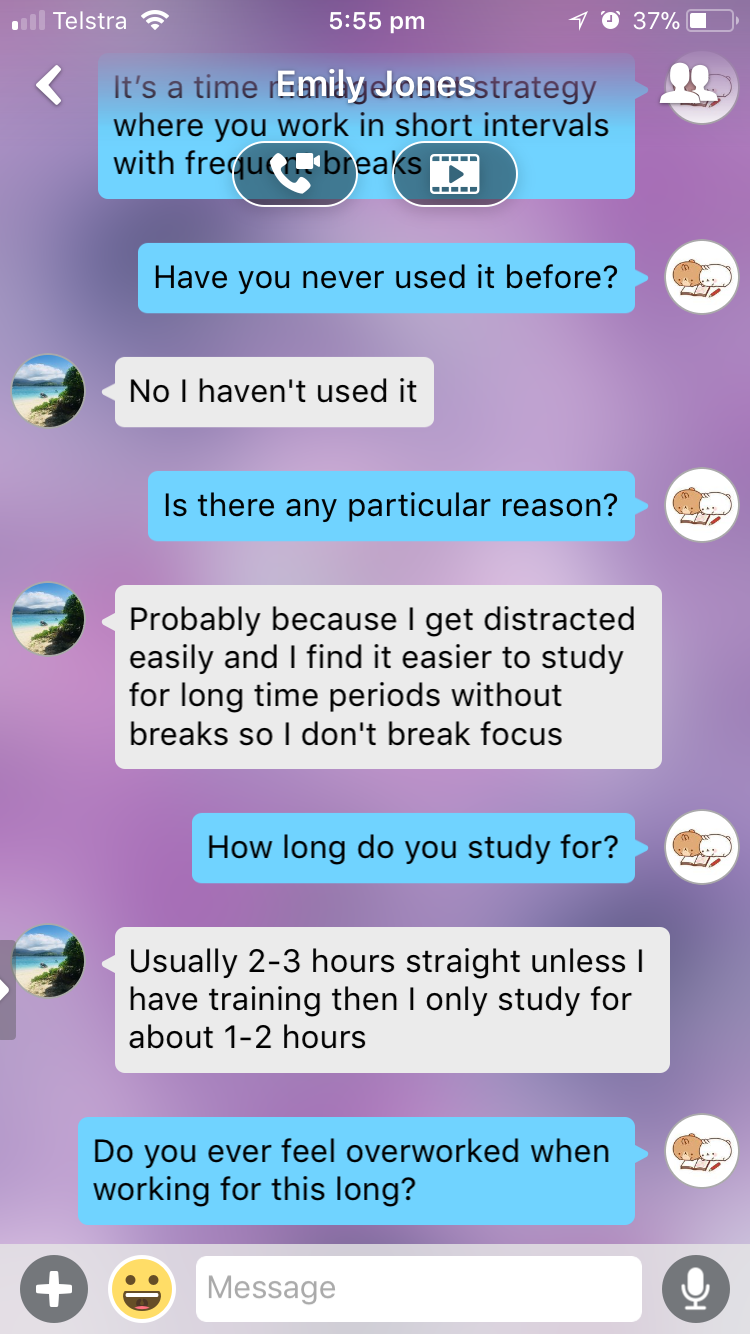 Telstra 5:55 pm 37%
Emily Jones
It's a time management strategy
where you work in short intervals
with frequent breaks
Have you never used it before?
No I haven't used it
Is there any particular reason?
Probably because I get distracted
easily and I find it easier to study
for long time periods without
breaks so I don't break focus
How long do you study for?
Usually 2-3 hours straight unless I
have training then I only study for
about 1-2 hours
Do you ever feel overworked when
working for this long?
Message